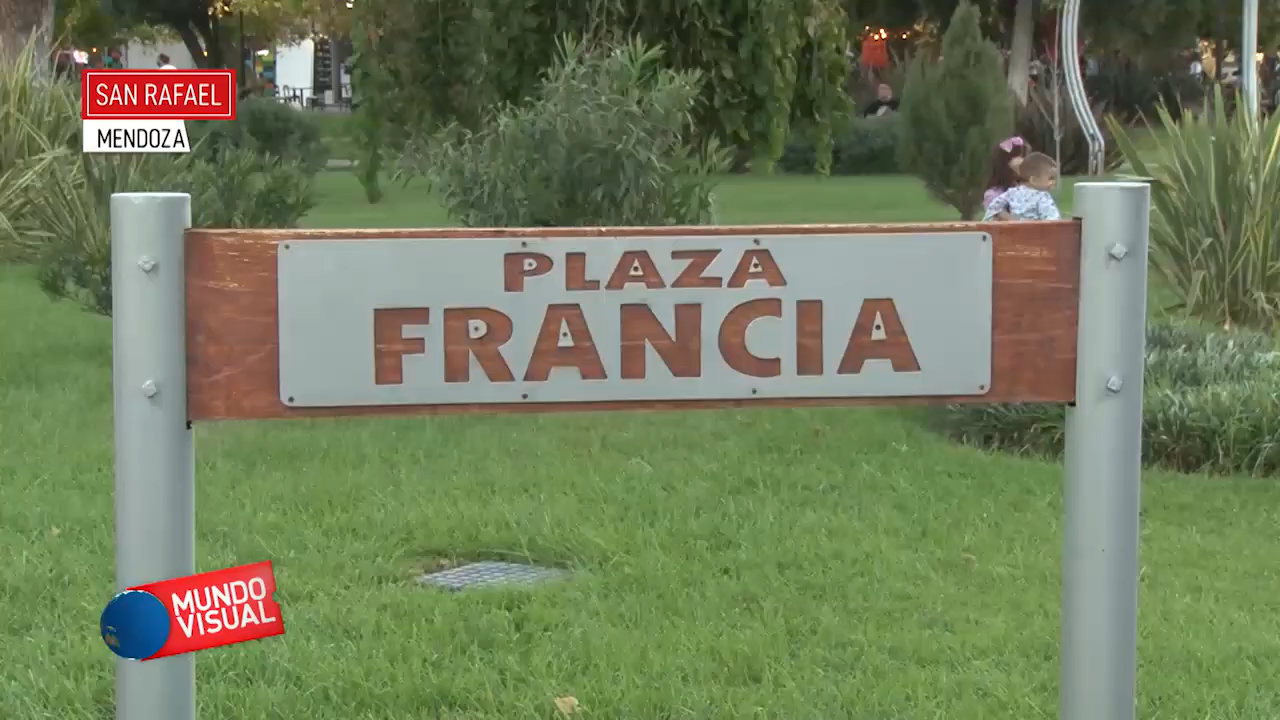 SAN RAFAEL
MENDOZA
PLAZA
FRANCIA
MUNDO
VISUAL